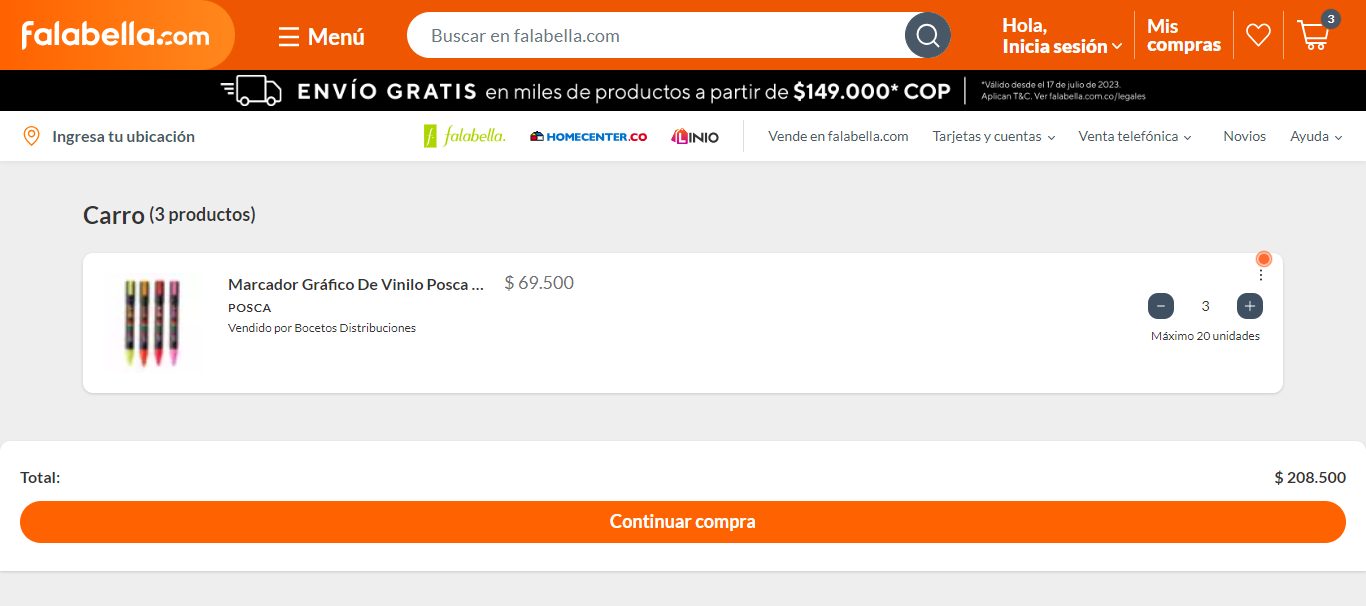 falabella.com
Menú
Buscar en falabella.com
Hola,
Inicia sesión
Mis
compras
3
ENVÍO GRATIS en miles de productos a partir de $149.000* COP
*Válido desde el 17 de julio de 2023.
Aplican T&C. Ver falabella.com.co/legales
Ingresa tu ubicación
falabella.
HOMECENTER.CO
LINIO
Vende en falabella.com
Tarjetas y cuentas
Venta telefónica
Novios
Ayuda
Carro (3 productos)
Marcador Gráfico De Vinilo Posca ...
$ 69.500
POSCA
Vendido por Bocetos Distribuciones
− 3 +
Máximo 20 unidades
Total:
$ 208.500
Continuar compra